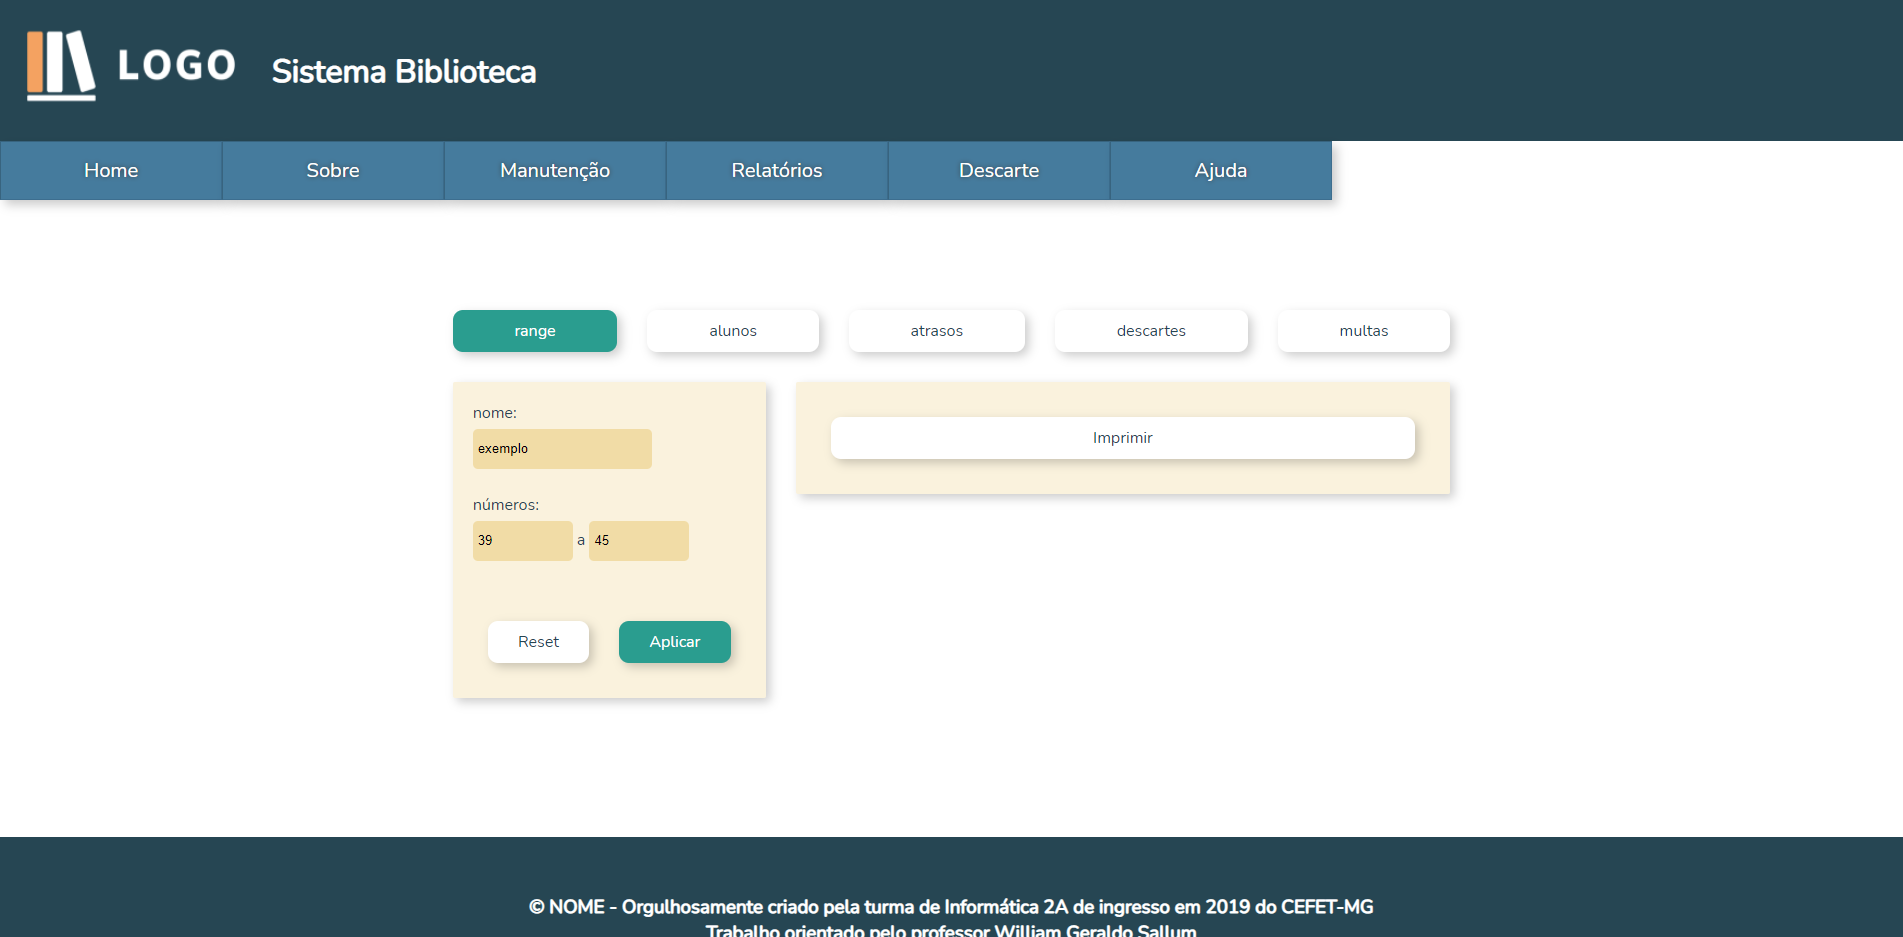 LOGO
Sistema Biblioteca
Home Sobre Manutenção Relatórios Descarte Ajuda
range alunos atrasos descartes multas
nome:
exemplo
Imprimir
números:
39 a 45
Reset Aplicar
© NOME - Orgulhosamente criado pela turma de Informática 2A de ingresso em 2019 do CEFET-MG
Trabalho orientado pelo professor William Geraldo Sallum